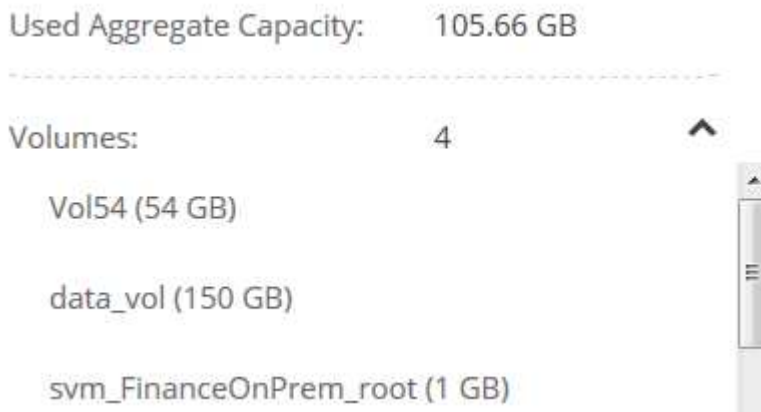 Used Aggregate Capacity: 105.66 GB
Volumes: 4
Vol54 (54 GB)
data_vol (150 GB)
svm_FinanceOnPrem_root (1 GB)